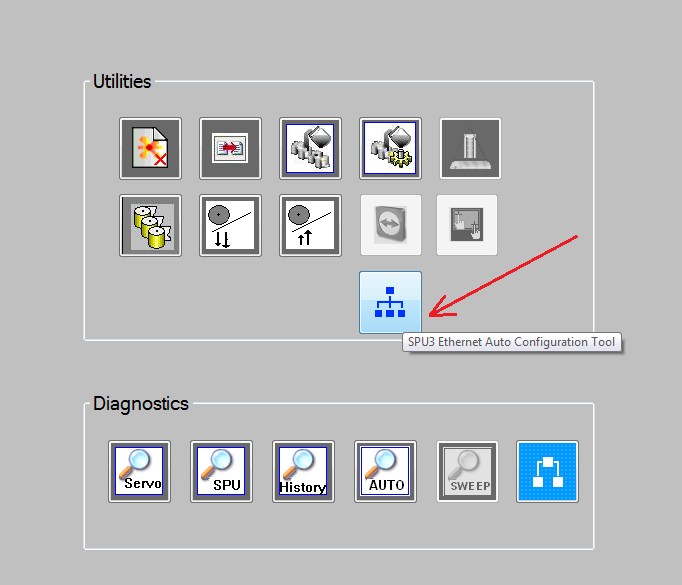 Utilities
SPU3 Ethernet Auto Configuration Tool
Diagnostics
Servo
SPU
History
AUTO
SWEEP